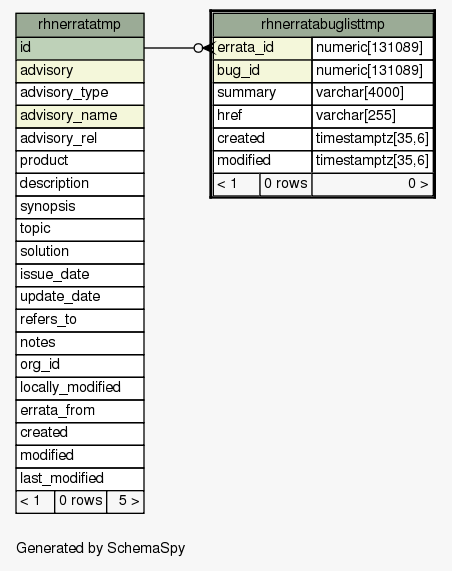 rhnerratatmp
id
advisory
advisory_type
advisory_name
advisory_rel
product
description
synopsis
topic
solution
issue_date
update_date
refers_to
notes
org_id
locally_modified
errata_from
created
modified
last_modified
< 1 0 rows 5 >
rhnerratabuglisttmp
errata_id numeric[131089]
bug_id numeric[131089]
summary varchar[4000]
href varchar[255]
created timestamptz[35,6]
modified timestamptz[35,6]
< 1 0 rows 0 >
Generated by SchemaSpy